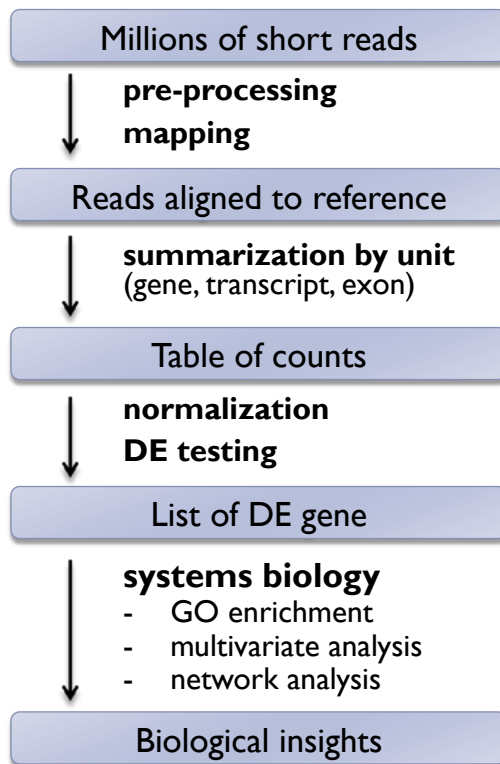 Millions of short reads
pre-processing
mapping
Reads aligned to reference
summarization by unit
(gene, transcript, exon)
Table of counts
normalization
DE testing
List of DE gene
systems biology
- GO enrichment
- multivariate analysis
- network analysis
Biological insights